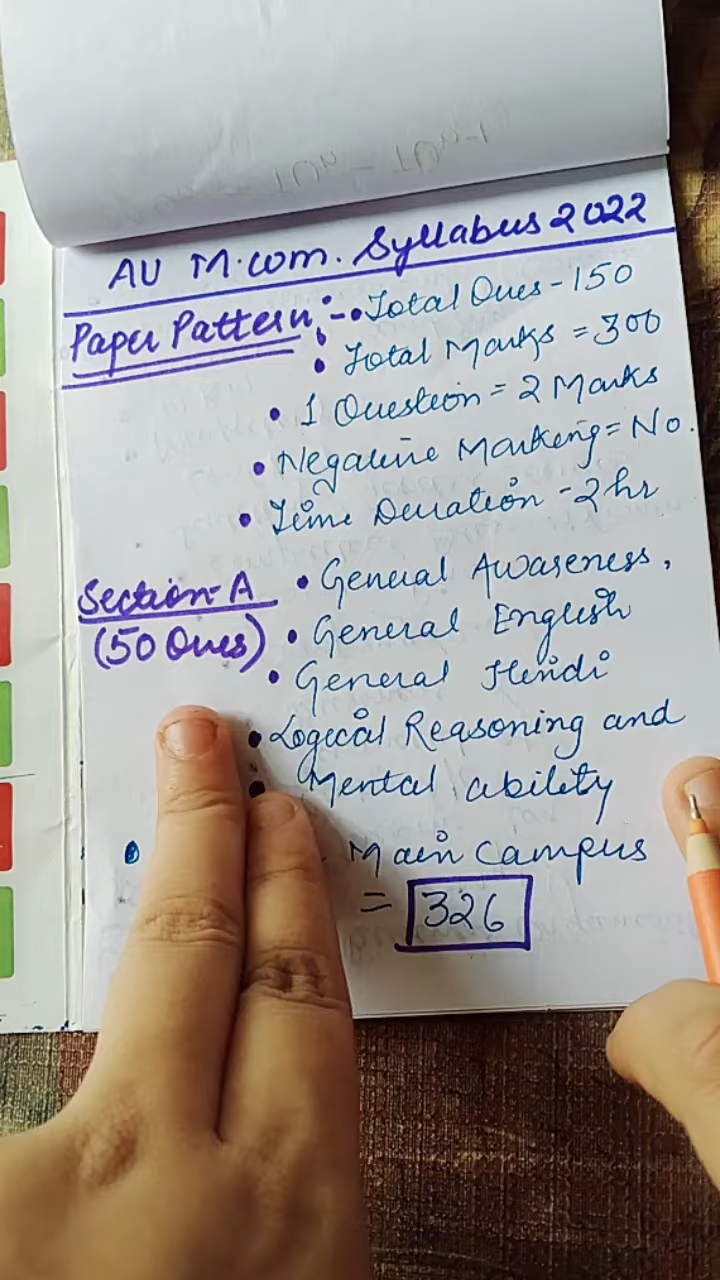 AU M.com. Syllabus 2022
Paper Pattern :- • Total Ques - 150
• Total Marks = 300
• 1 Question = 2 Marks
• Negative Marking = No.
• Time Duration - 2 hr
Section-A • General Awareness,
(50 Ques) • General English
• General Hindi
• Logical Reasoning and
• Mental ability
• Main Campus
= 326